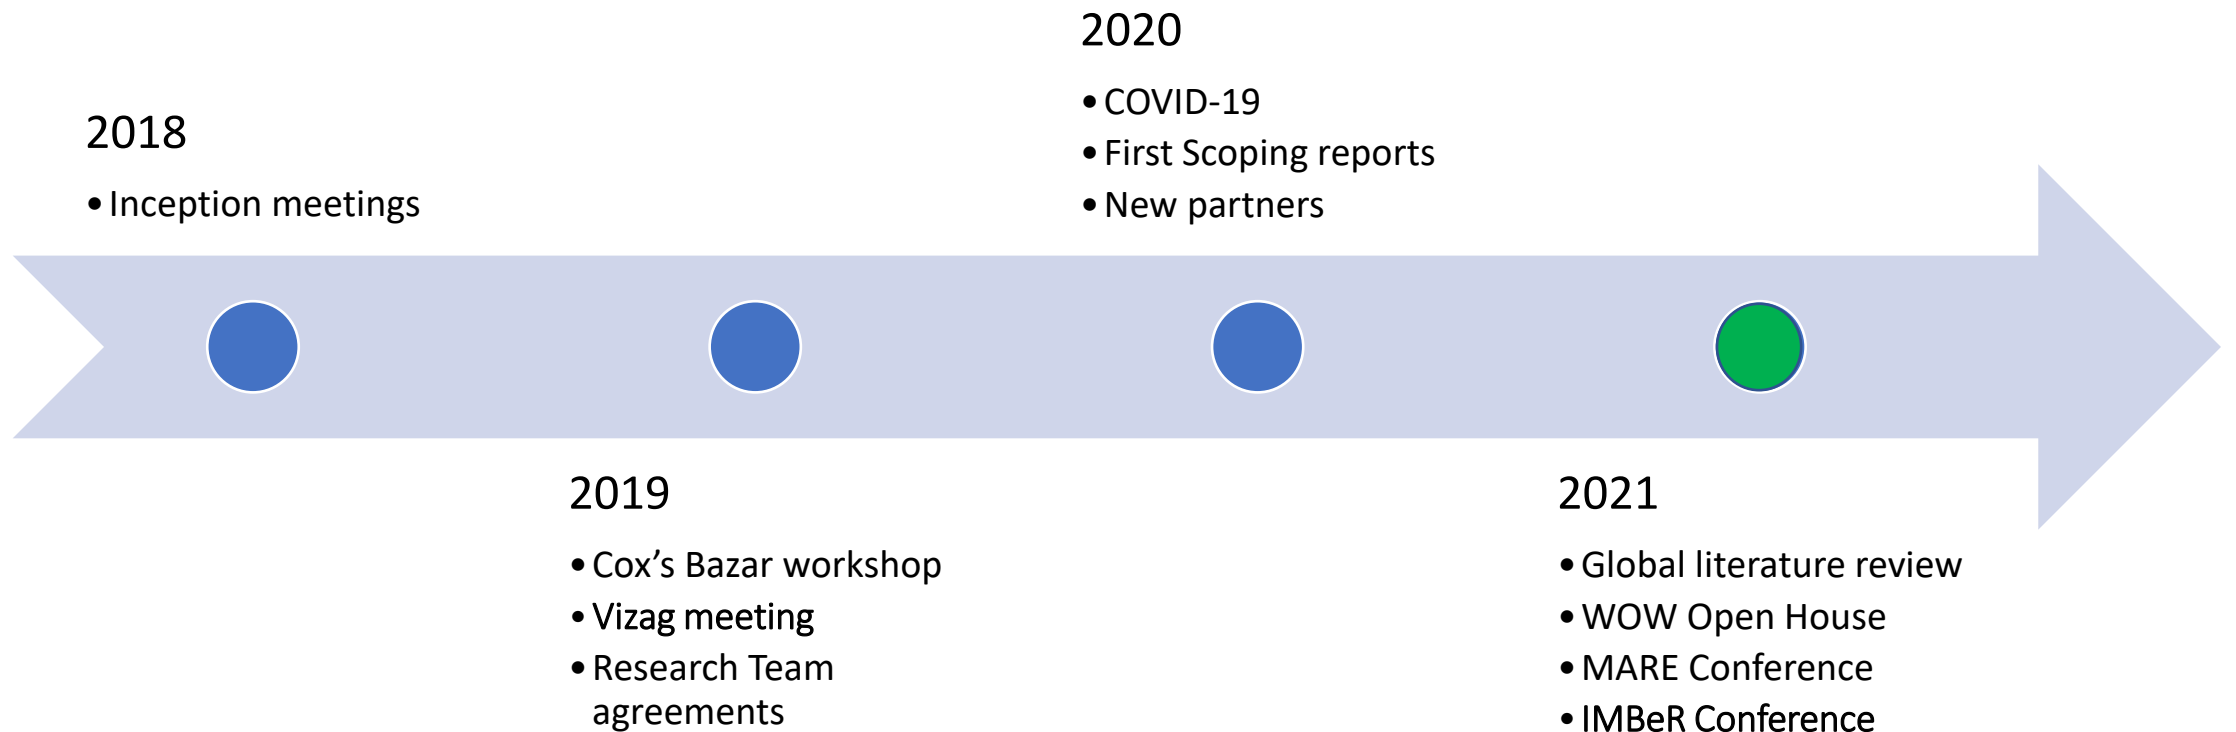 2018
•Inception meetings
2019
•Cox’s Bazar workshop
•Vizag meeting
•Research Team
agreements
2020
•COVID-19
•First Scoping reports
•New partners
2021
•Global literature review
•WOW Open House
•MARE Conference
•IMBeR Conference